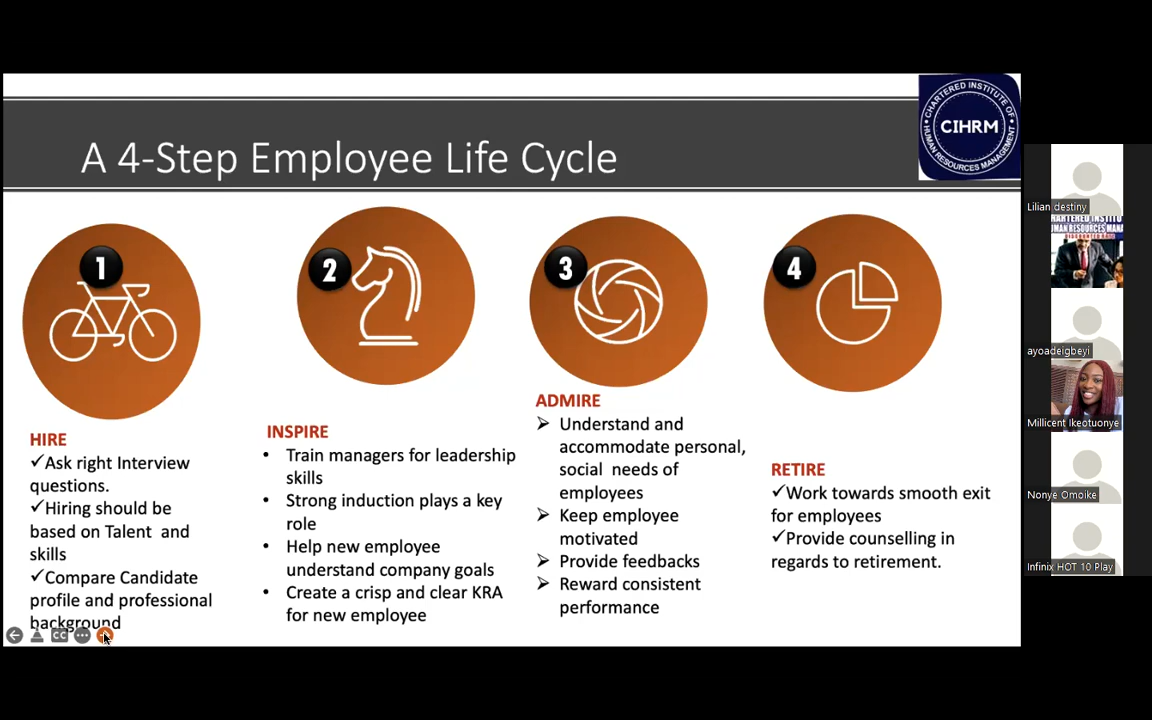 A 4-Step Employee Life Cycle
CHARTERED INSTITUTE OF
CIHRM
HUMAN RESOURCES MANAGEMENT
1
2
3
4
HIRE
✓Ask right Interview
questions.
✓Hiring should be
based on Talent and
skills
✓Compare Candidate
profile and professional
background
INSPIRE
• Train managers for leadership
skills
• Strong induction plays a key
role
• Help new employee
understand company goals
• Create a crisp and clear KRA
for new employee
ADMIRE
➢ Understand and
accommodate personal,
social needs of
employees
➢ Keep employee
motivated
➢ Provide feedbacks
➢ Reward consistent
performance
RETIRE
✓Work towards smooth exit
for employees
✓Provide counselling in
regards to retirement.
CC
Lilian destiny
ayoadeigbeyi
Millicent Ikeotuonye
Nonye Omoike
Infinix HOT 10 Play